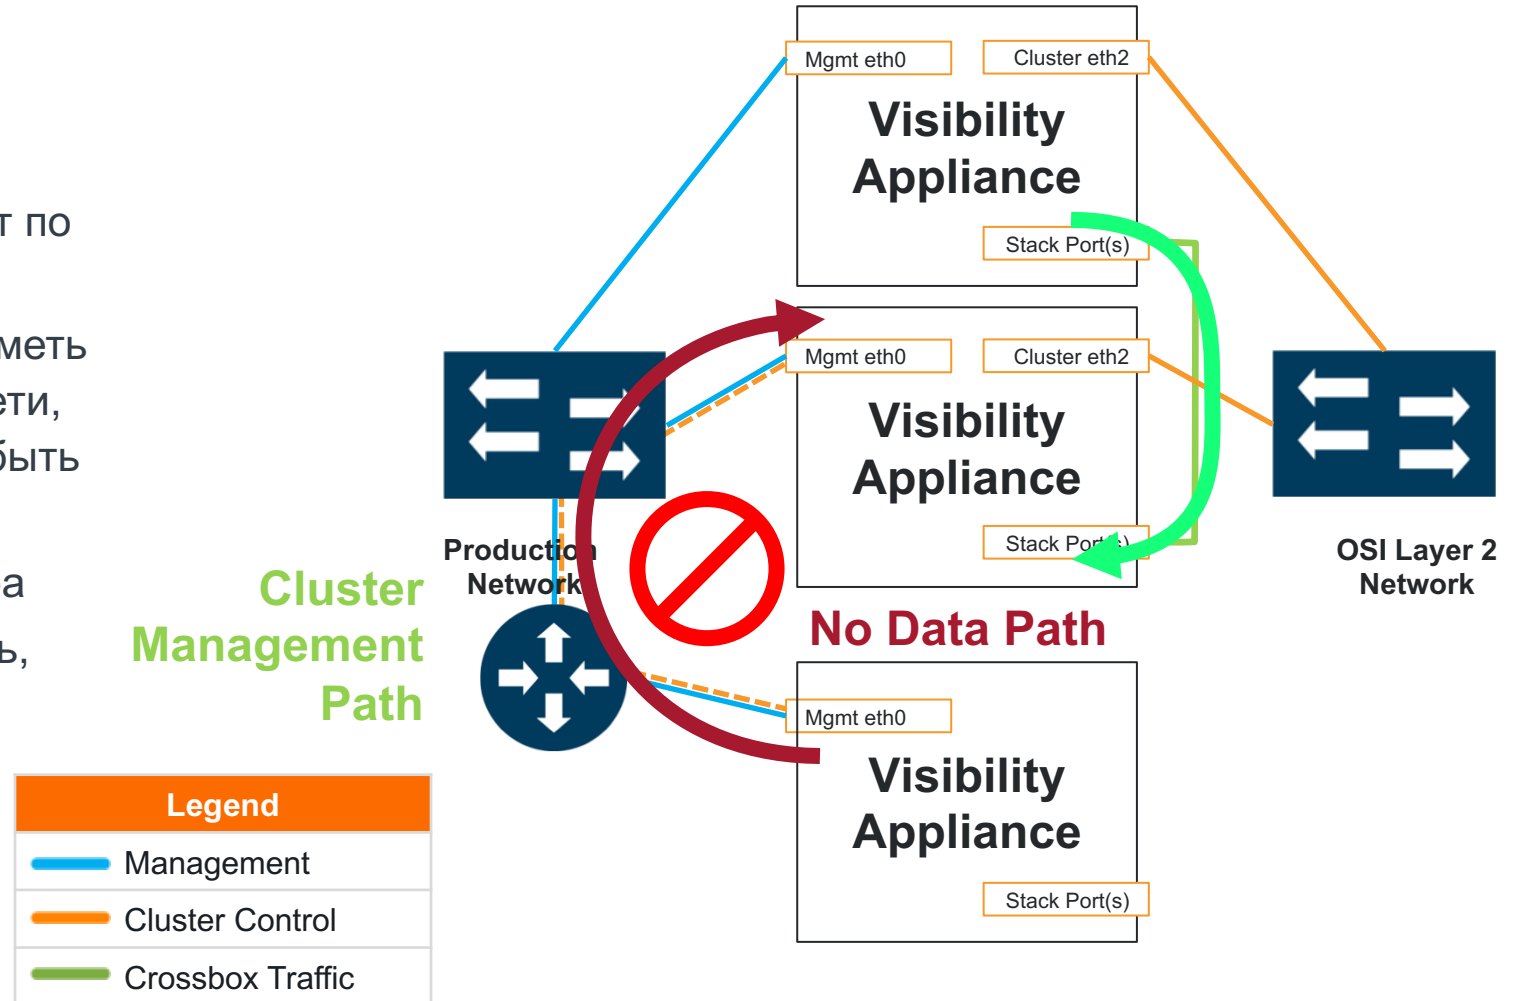 т по
меть
ети,
быть
а
ь,
Mgmt eth0
Cluster eth2
Visibility
Appliance
Stack Port(s)
Mgmt eth0
Cluster eth2
Visibility
Appliance
Stack Port(s)
Production
Network
OSI Layer 2
Network
Cluster
Management
Path
No Data Path
Mgmt eth0
Visibility
Appliance
Stack Port(s)
Legend
Management
Cluster Control
Crossbox Traffic